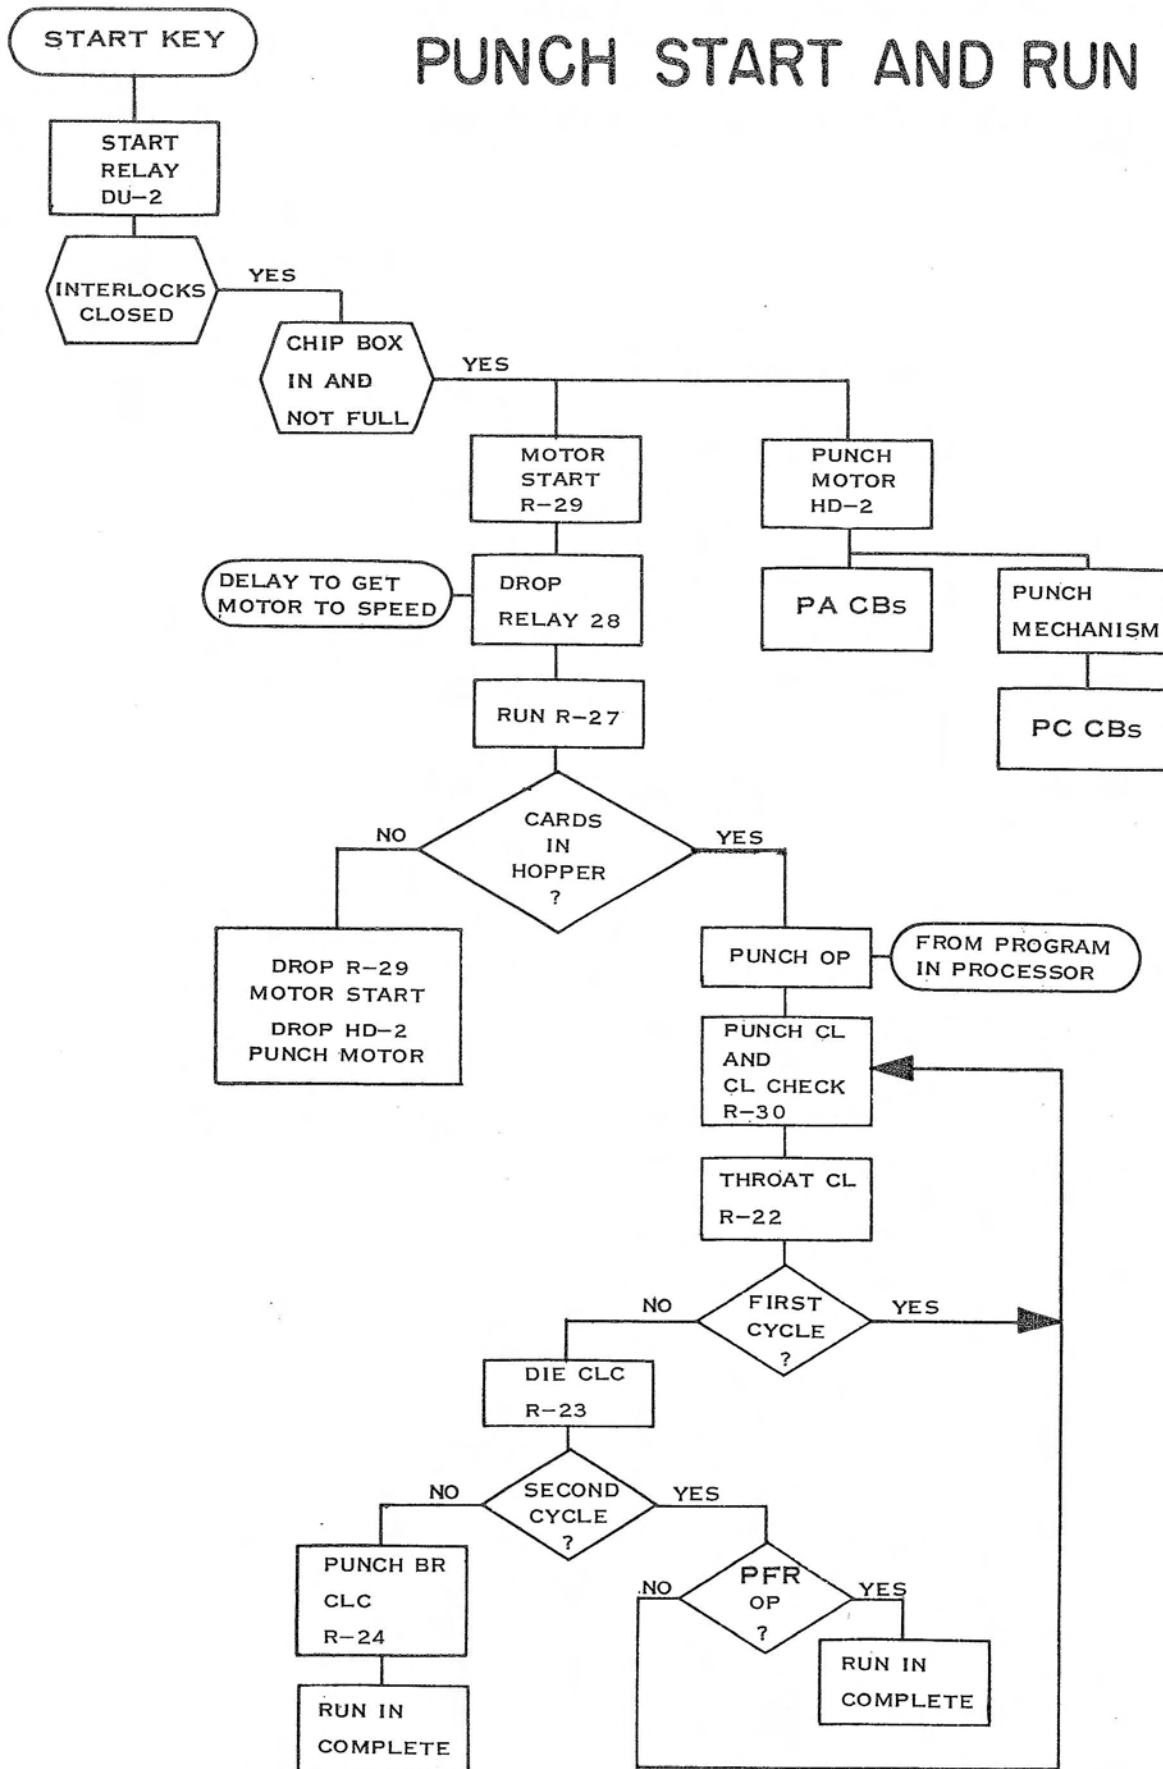 START KEY
PUNCH START AND RUN
START
RELAY
DU-2
INTERLOCKS
CLOSED
YES
CHIP BOX
IN AND
NOT FULL
YES
MOTOR
START
R-29
PUNCH
MOTOR
HD-2
DELAY TO GET
MOTOR TO SPEED
DROP
RELAY 28
PA CBs
PUNCH
MECHANISM
RUN R-27
PC CBs
CARDS
IN
HOPPER
?
NO
YES
DROP R-29
MOTOR START
DROP HD-2
PUNCH MOTOR
PUNCH OP
FROM PROGRAM
IN PROCESSOR
PUNCH CL
AND
CL CHECK
R-30
THROAT CL
R-22
FIRST
CYCLE
?
NO
YES
DIE CLC
R-23
SECOND
CYCLE
?
NO
YES
PUNCH BR
CLC
R-24
PFR
OP
?
NO
YES
RUN IN
COMPLETE
RUN IN
COMPLETE